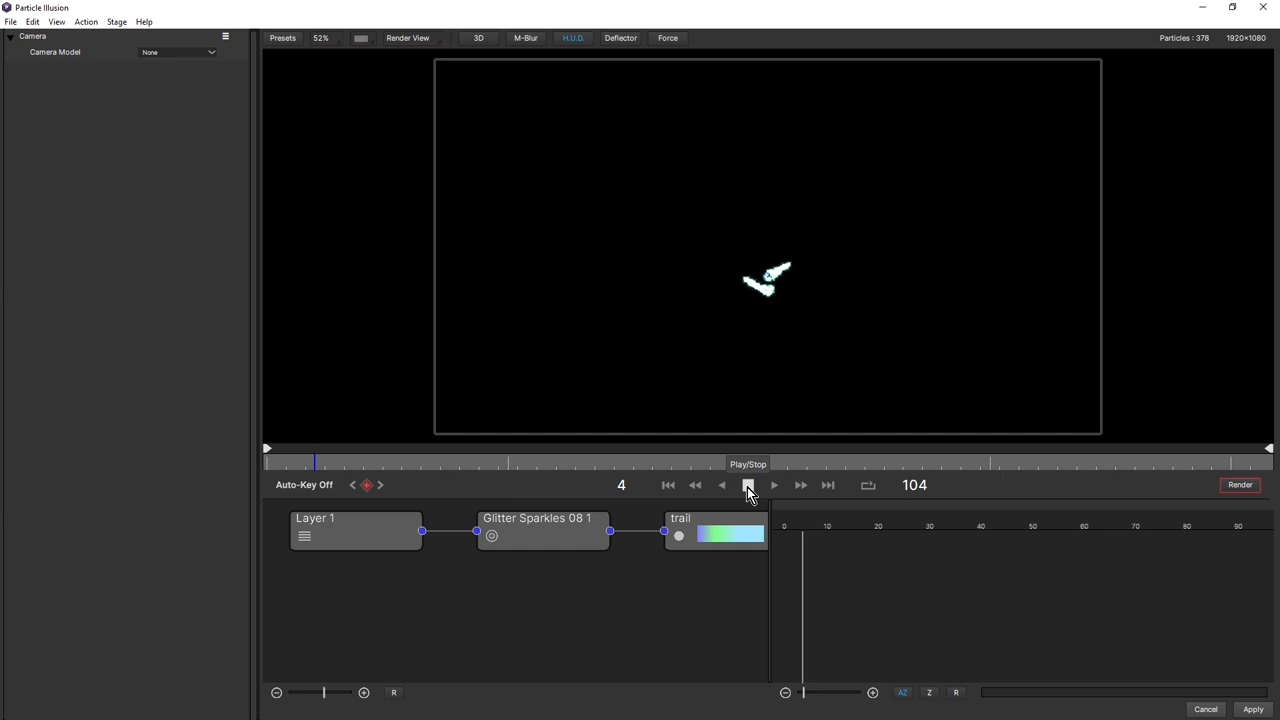 Particle Illusion
File Edit View Action Stage Help
Camera
Camera Model None
Presets 52% Render View 3D M-Blur H.U.D. Deflector Force Particles : 378 1920×1080
Play/Stop
Auto-Key Off 4 104 Render
Layer 1 Glitter Sparkles 08 1 trail
0 10 20 30 40 50 60 70 80 90
R AZ Z R
Cancel Apply